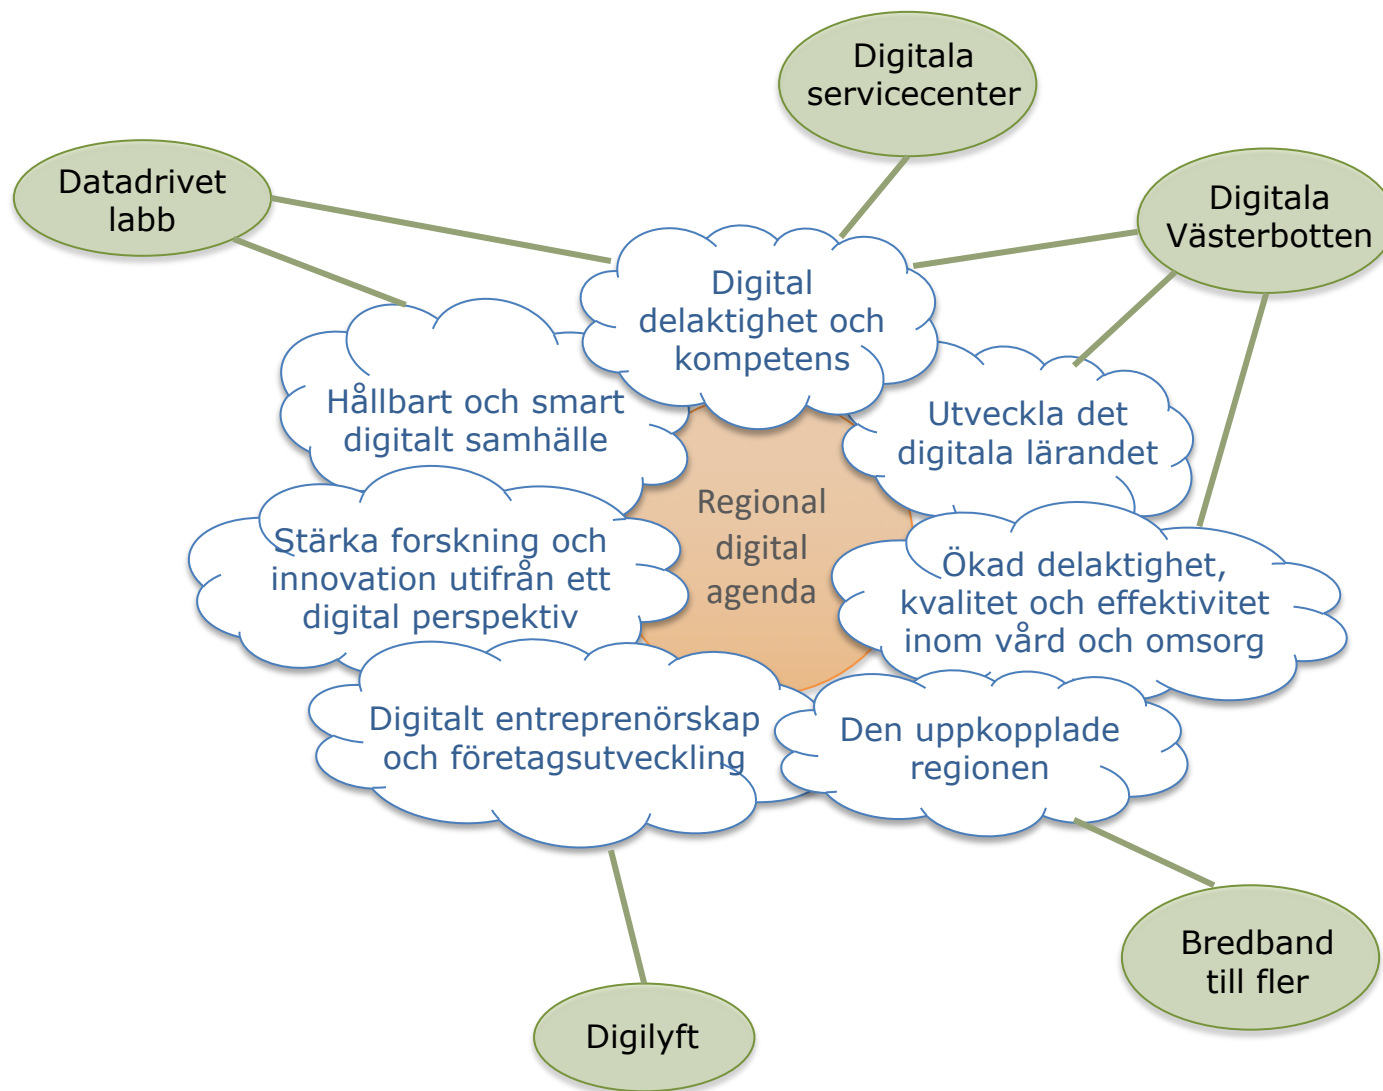 Digitala
servicecenter
Datadrivet
labb
Digitala
Västerbotten
Digital
delaktighet och
kompetens
Hållbart och smart
digitalt samhälle
Utveckla det
digitala lärandet
Regional
digital
agenda
Stärka forskning och
innovation utifrån ett
digital perspektiv
Ökad delaktighet,
kvalitet och effektivitet
inom vård och omsorg
Digitalt entreprenörskap
och företagsutveckling
Den uppkopplade
regionen
Bredband
till fler
Digilyft